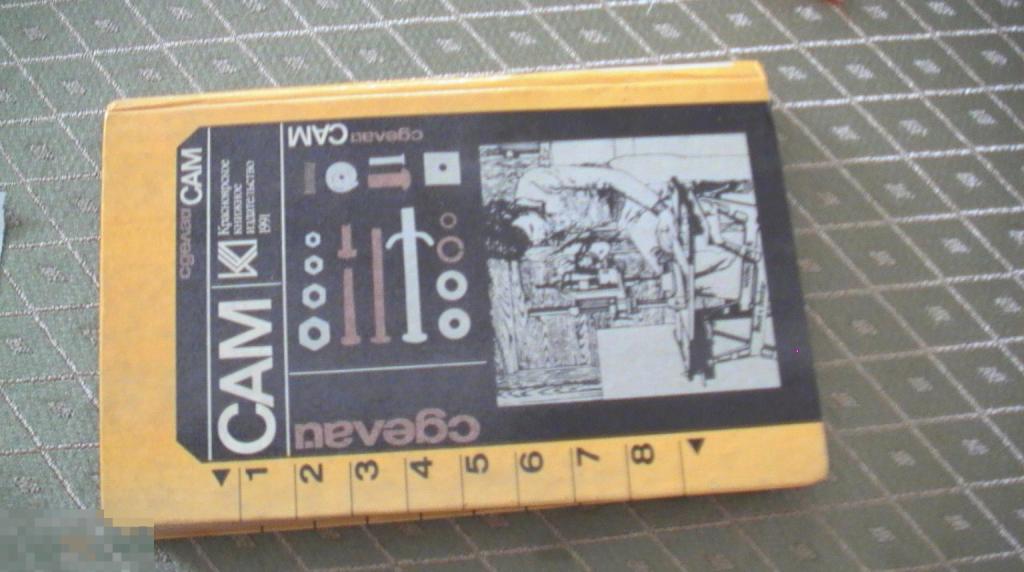 сделай
САМ
Красноярское
книжное
издательство
1991
сделай
САМ
сделай
САМ
1
2
3
4
5
6
7
8